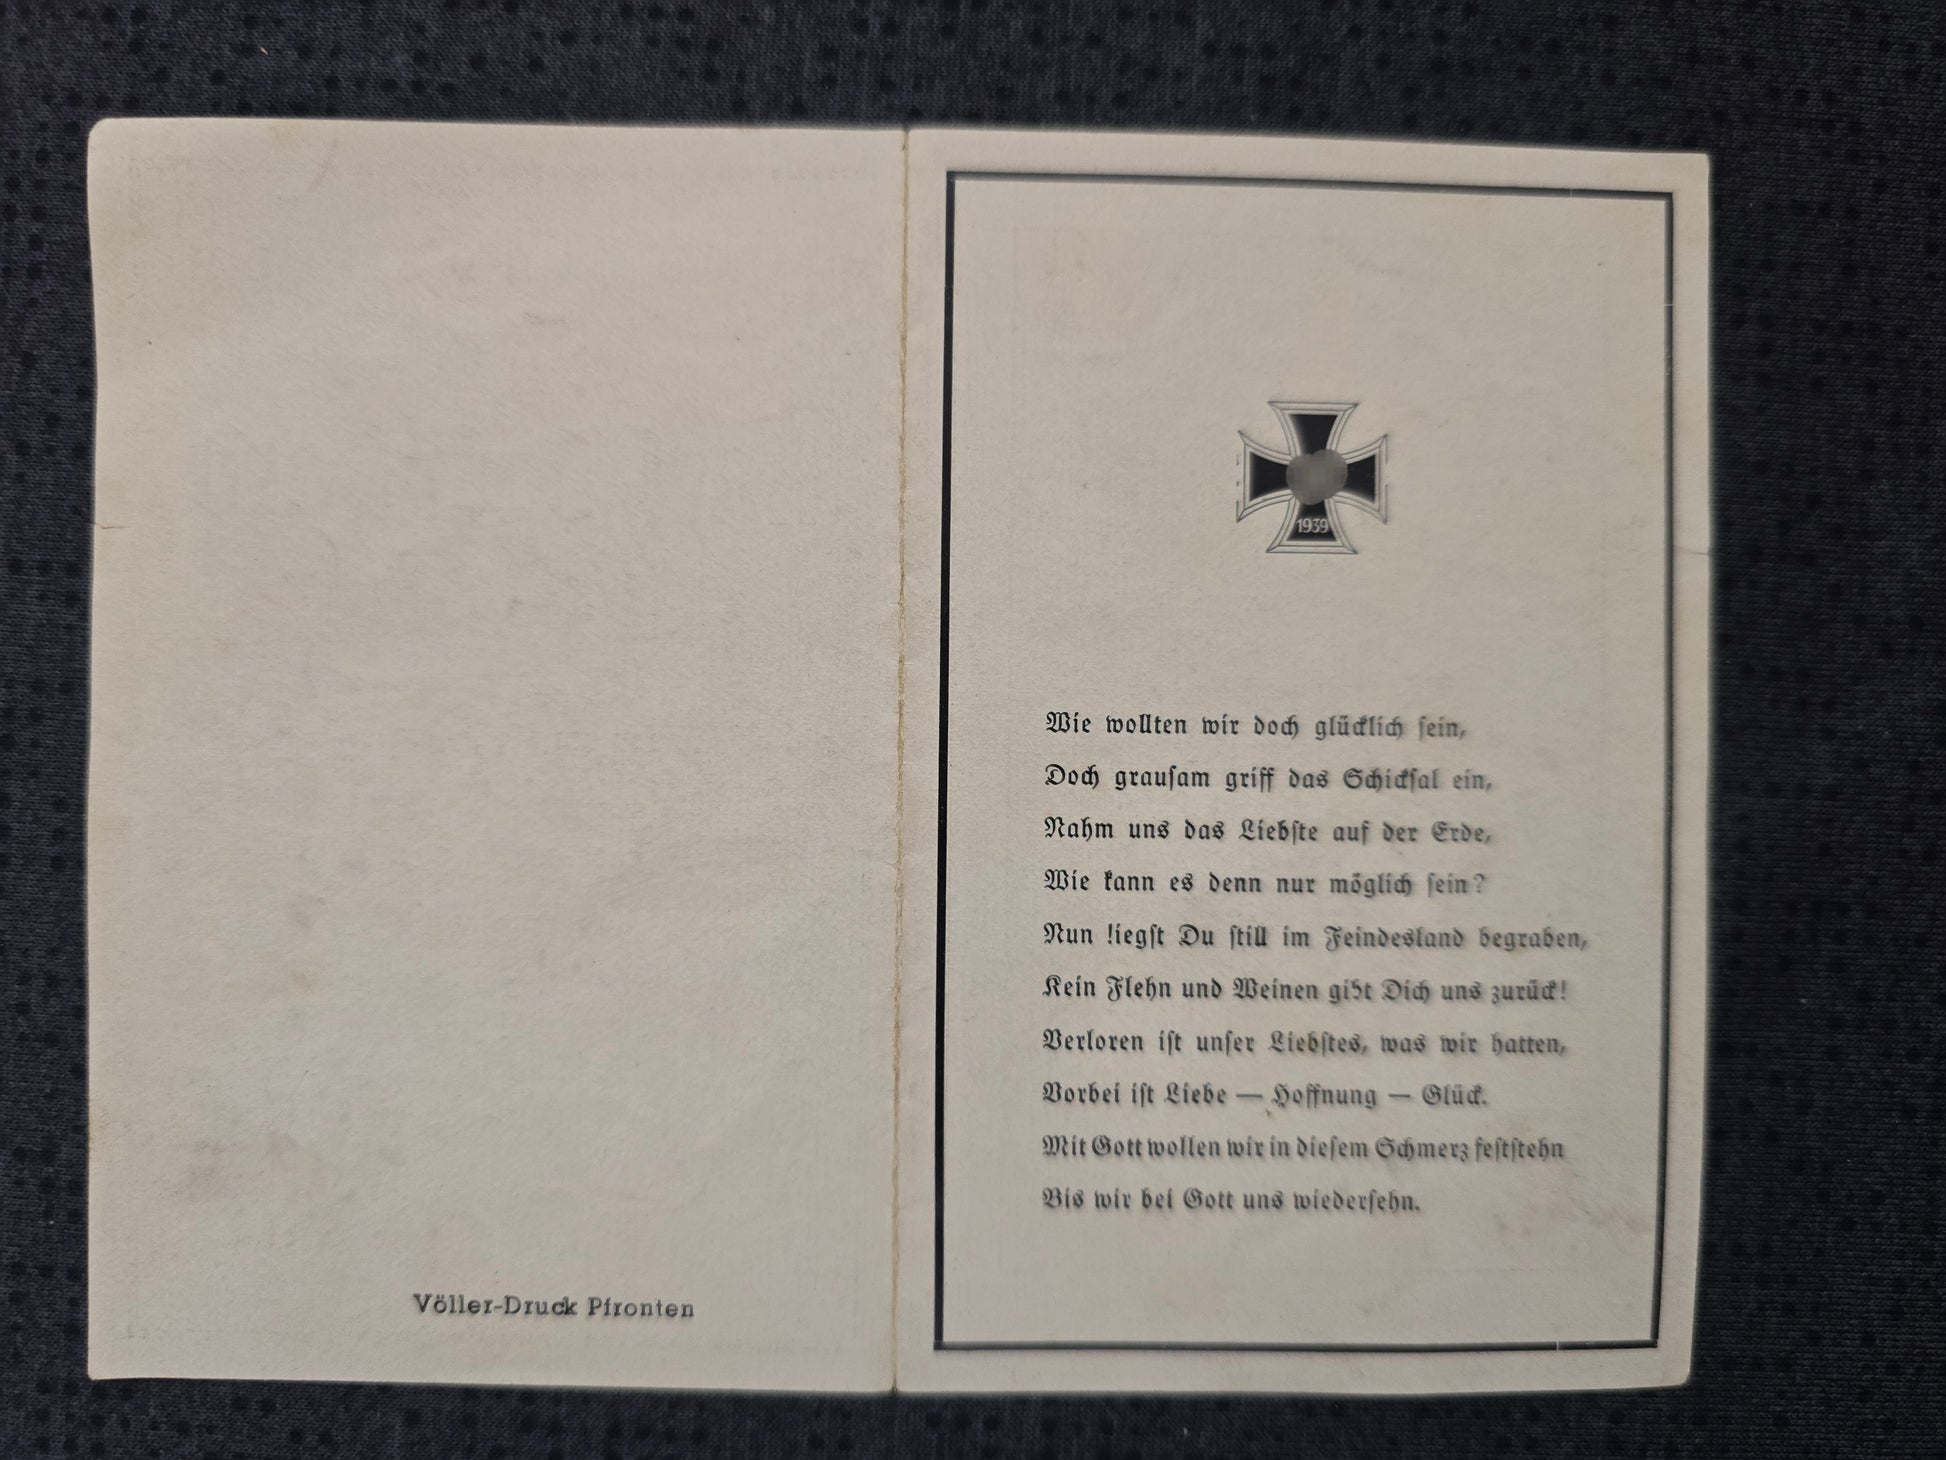 Völler-Druck Pfronten
1939
Wie wollten wir doch glücklich sein,
Doch grausam griff das Schicksal ein,
Nahm uns das Liebste auf der Erde,
Wie kann es denn nur möglich sein?
Nun liegst Du still im Feindesland begraben,
Kein Flehn und Weinen gibt Dich uns zurück!
Verloren ist unser Liebstes, was wir hatten,
Vorbei ist Liebe — Hoffnung — Glück.
Mit Gott wollen wir in diesem Schmerz feststehn
Bis wir bei Gott uns wiedersehn.